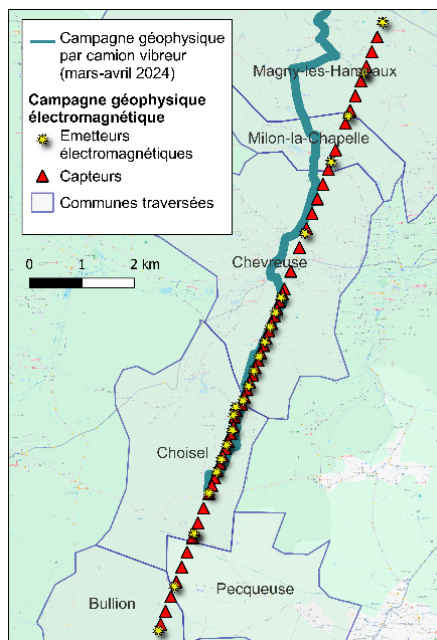 Campagne géophysique
par camion vibreur
(mars-avril 2024)
Campagne géophysique
électromagnétique
Emetteurs
électromagnétiques
Capteurs
Communes traversées
0 1 2 km
Magny-les-Hameaux
Milon-la-Chapelle
Chevreuse
Choisel
Pecqueuse
Bullion